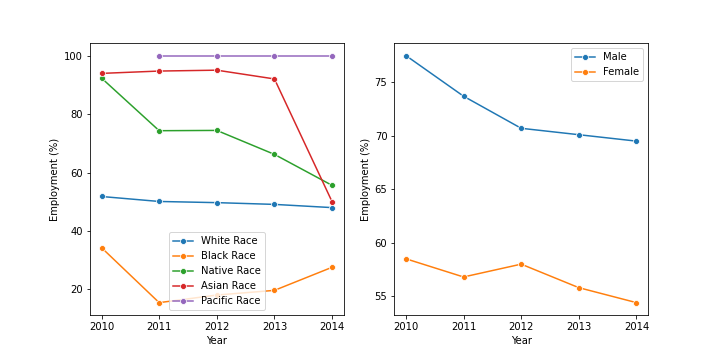 100
80
60
40
20
Employment (%)
2010 2011 2012 2013 2014
Year
White Race
Black Race
Native Race
Asian Race
Pacific Race
75
70
65
60
55
Employment (%)
2010 2011 2012 2013 2014
Year
Male
Female